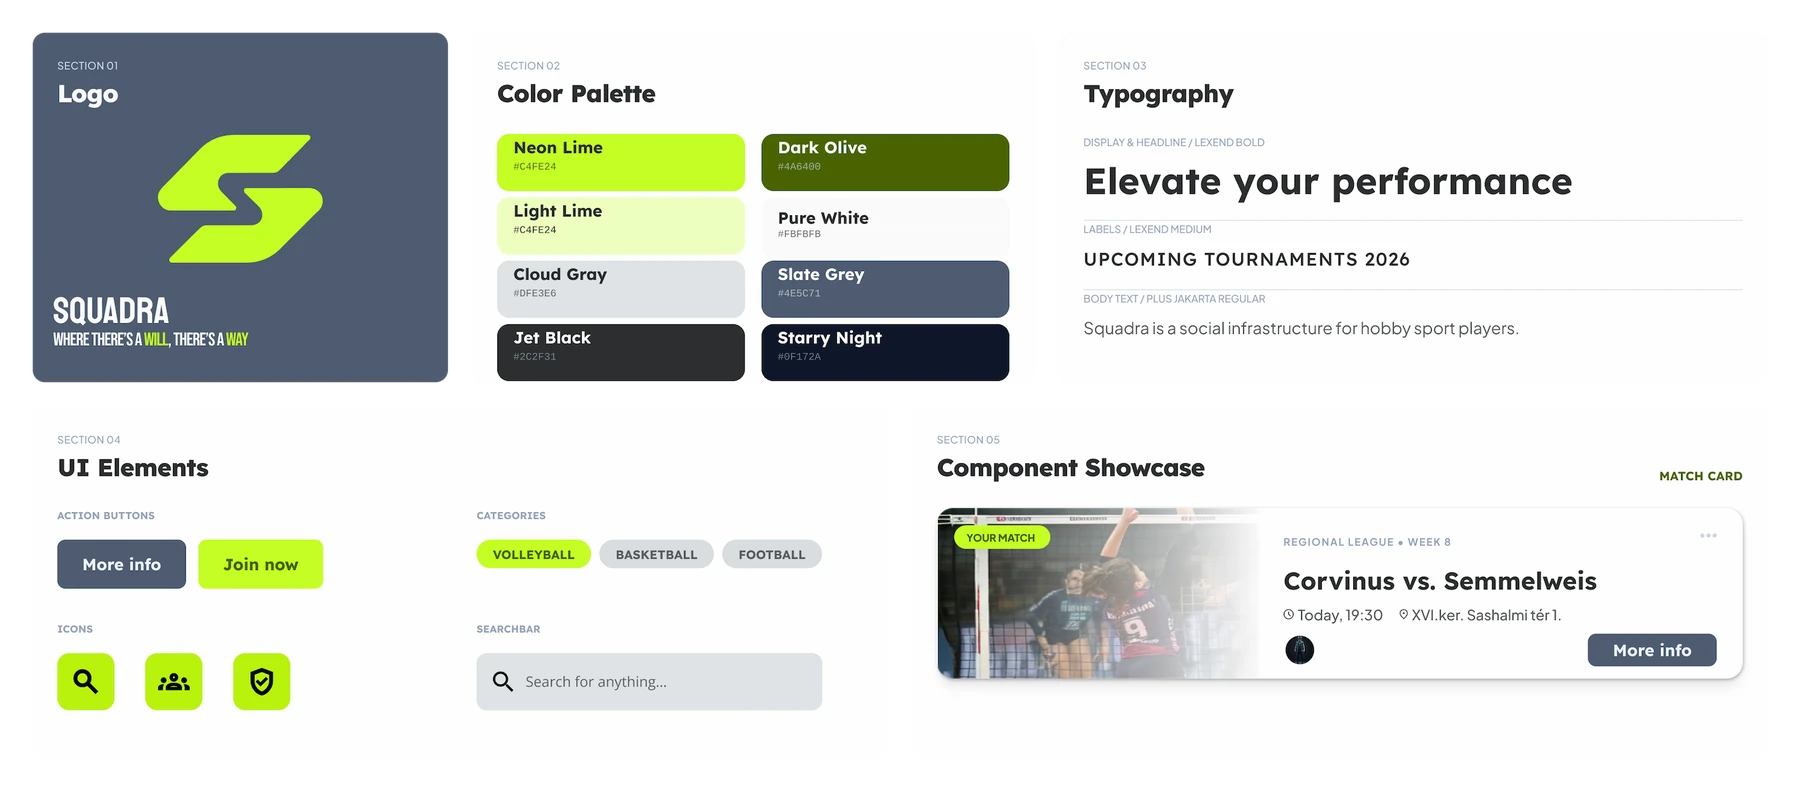 SECTION 01
Logo
SQUADRA
WHERE THERE'S A WILL, THERE'S A WAY
SECTION 02
Color Palette
Neon Lime
#C4FE24
Dark Olive
#4A6400
Light Lime
#C4FE24
Pure White
#FBFBFB
Cloud Gray
#DFE3E6
Slate Grey
#4E5C71
Jet Black
#2C2F31
Starry Night
#0F172A
SECTION 03
Typography
DISPLAY & HEADLINE / LEXEND BOLD
Elevate your performance
LABELS / LEXEND MEDIUM
UPCOMING TOURNAMENTS 2026
BODY TEXT / PLUS JAKARTA REGULAR
Squadra is a social infrastructure for hobby sport players.
SECTION 04
UI Elements
ACTION BUTTONS
More info
Join now
CATEGORIES
VOLLEYBALL
BASKETBALL
FOOTBALL
ICONS
SEARCHBAR
Search for anything...
SECTION 05
Component Showcase
MATCH CARD
YOUR MATCH
9
REGIONAL LEAGUE • WEEK 8
Corvinus vs. Semmelweis
Today, 19:30
XVI.ker. Sashalmi tér 1.
More info